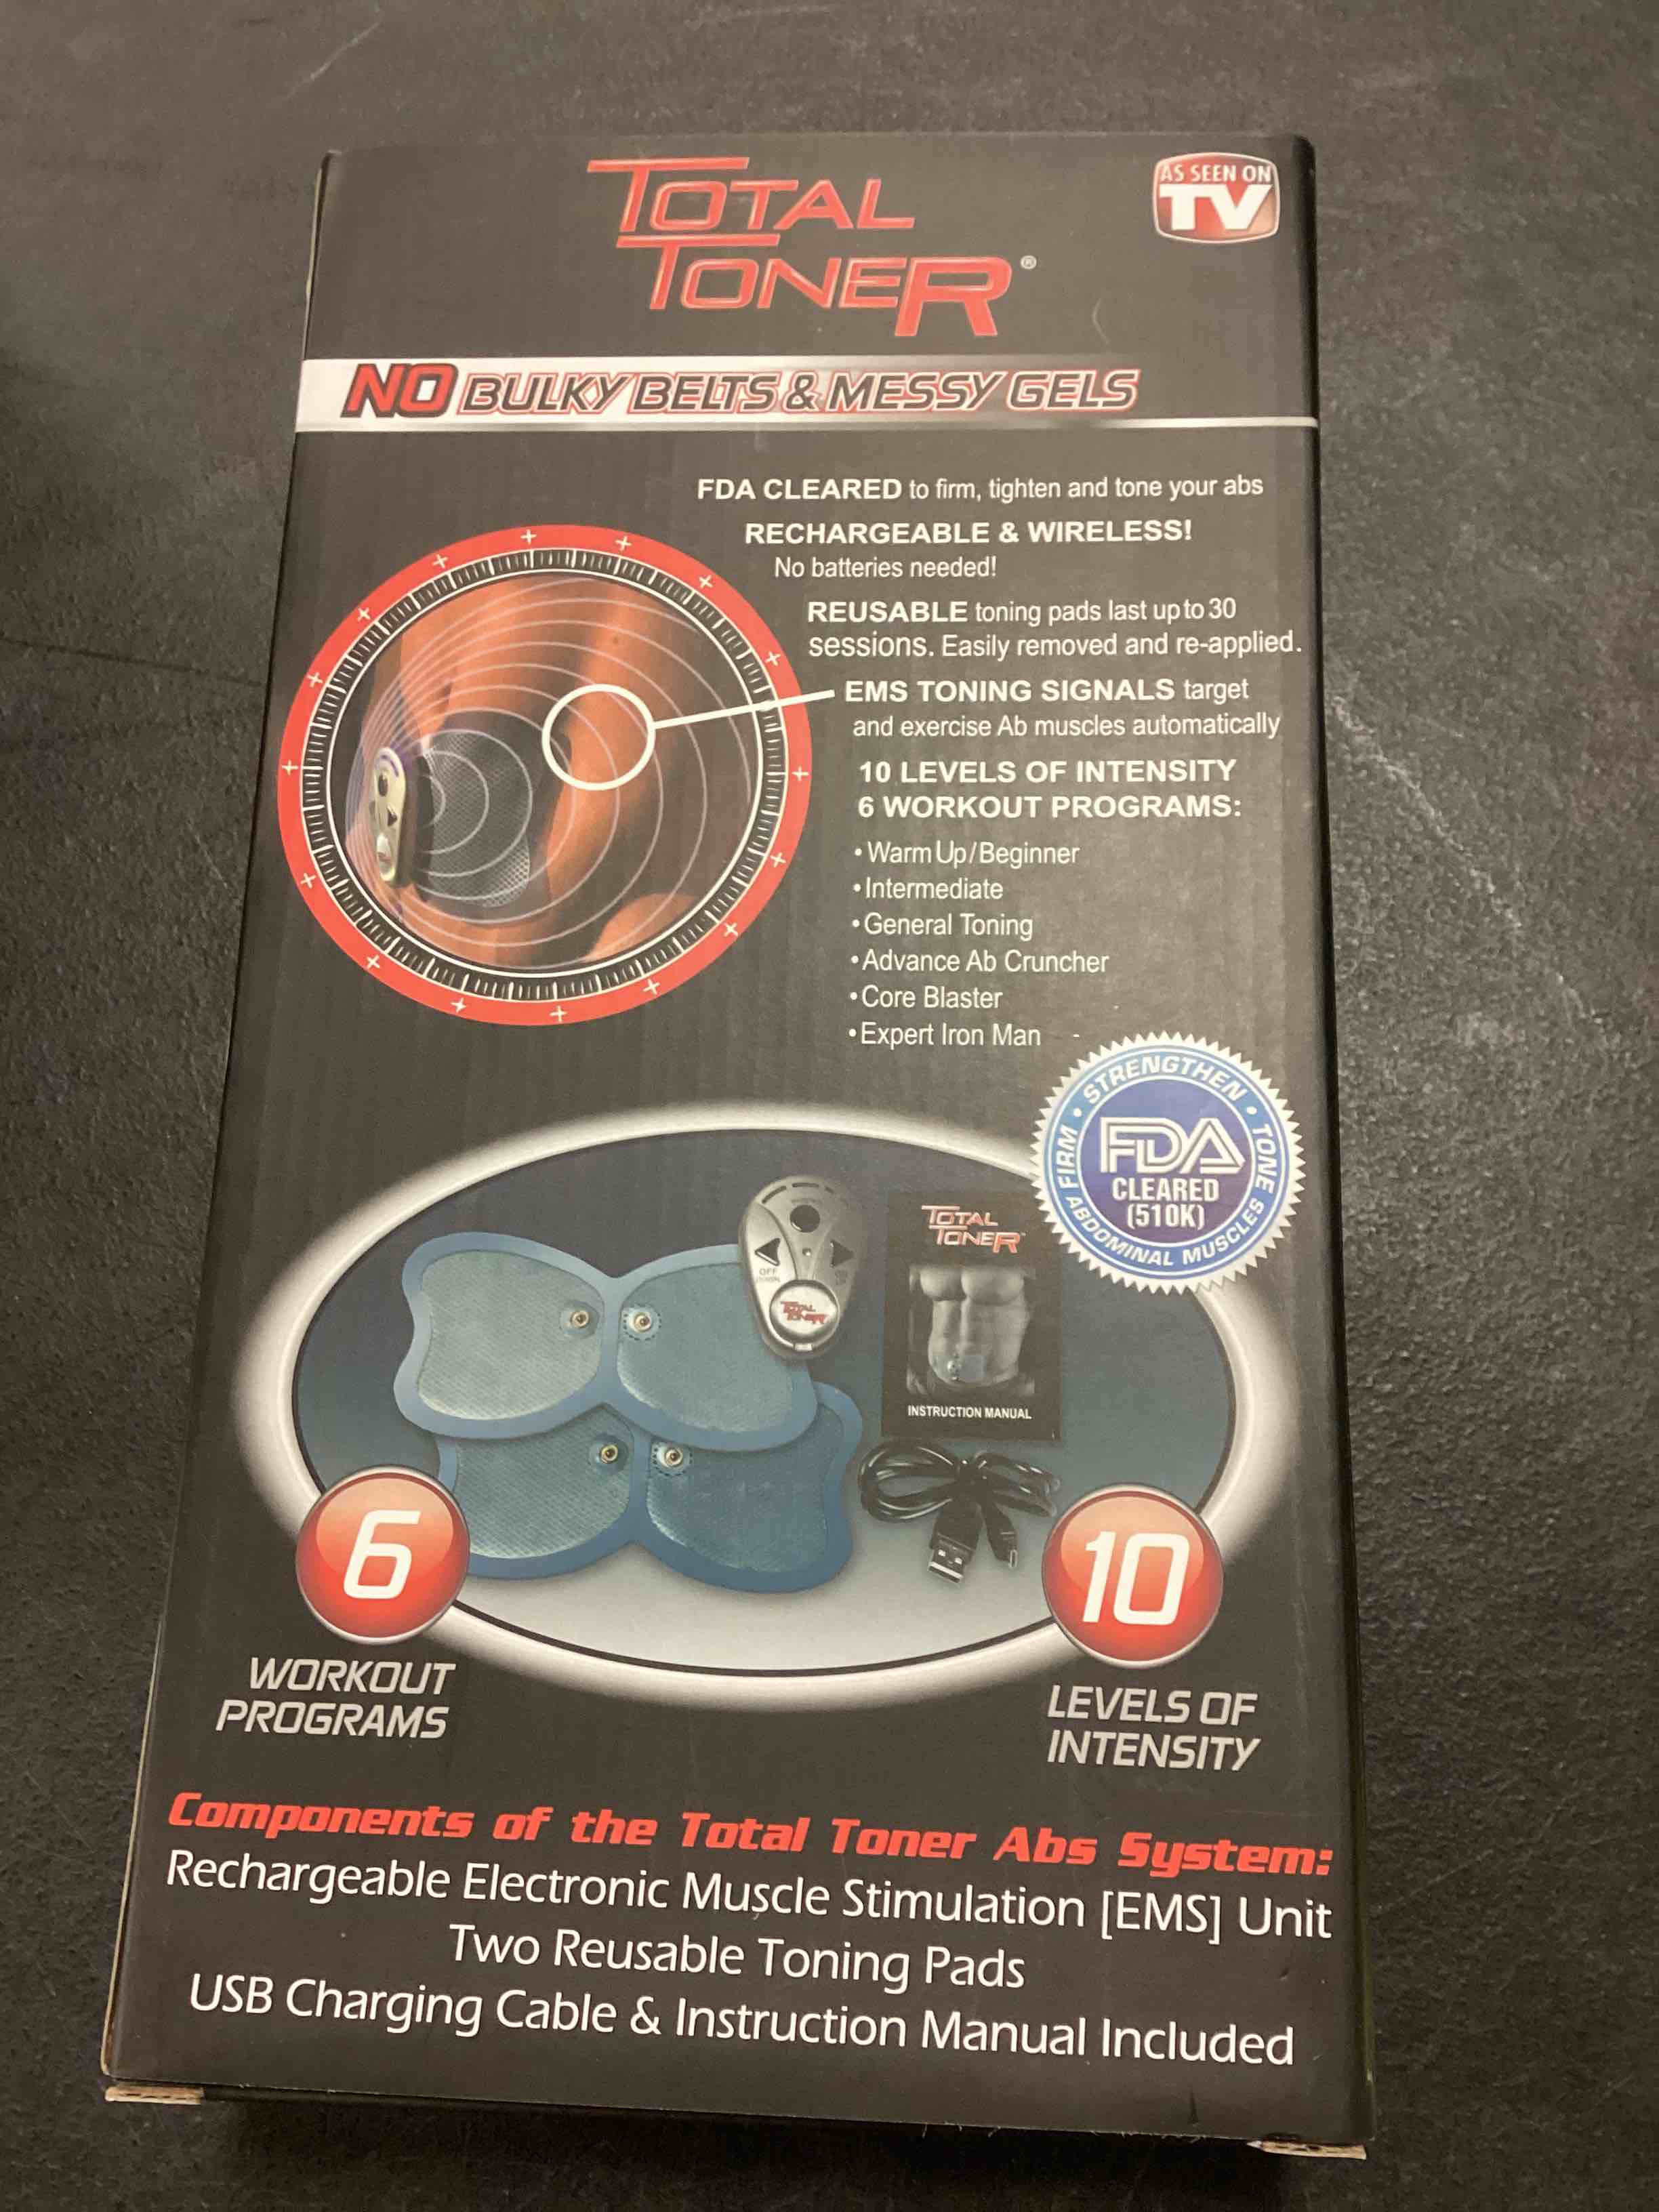 TOTAL
TONER®
AS SEEN ON
TV
NO BULKY BELTS & MESSY GELS
FDA CLEARED to firm, tighten and tone your abs
RECHARGEABLE & WIRELESS!
No batteries needed!
REUSABLE toning pads last up to 30
sessions. Easily removed and re-applied.
EMS TONING SIGNALS target
and exercise Ab muscles automatically
10 LEVELS OF INTENSITY
6 WORKOUT PROGRAMS:
• Warm Up/Beginner
• Intermediate
• General Toning
• Advance Ab Cruncher
• Core Blaster
• Expert Iron Man
STRENGTHEN • TONE
FIRM •
ABDOMINAL MUSCLES
FDA
CLEARED
(510K)
OFF
TOTAL
TONER
TOTAL
TONER
INSTRUCTION MANUAL
6
WORKOUT
PROGRAMS
10
LEVELS OF
INTENSITY
Components of the Total Toner Abs System:
Rechargeable Electronic Muscle Stimulation [EMS] Unit
Two Reusable Toning Pads
USB Charging Cable & Instruction Manual Included